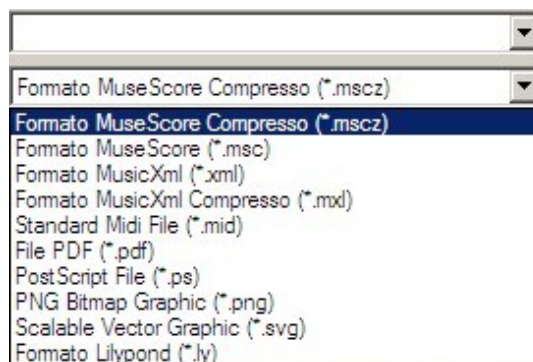 Formato MuseScore Compresso (*.mscz)
Formato MuseScore Compresso (*.mscz)
Formato MuseScore (*.msc)
Formato MusicXml (*.xml)
Formato MusicXml Compresso (*.mxl)
Standard Midi File (*.mid)
File PDF (*.pdf)
PostScript File (*.ps)
PNG Bitmap Graphic (*.png)
Scalable Vector Graphic (*.svg)
Formato Lilypond (*.ly)